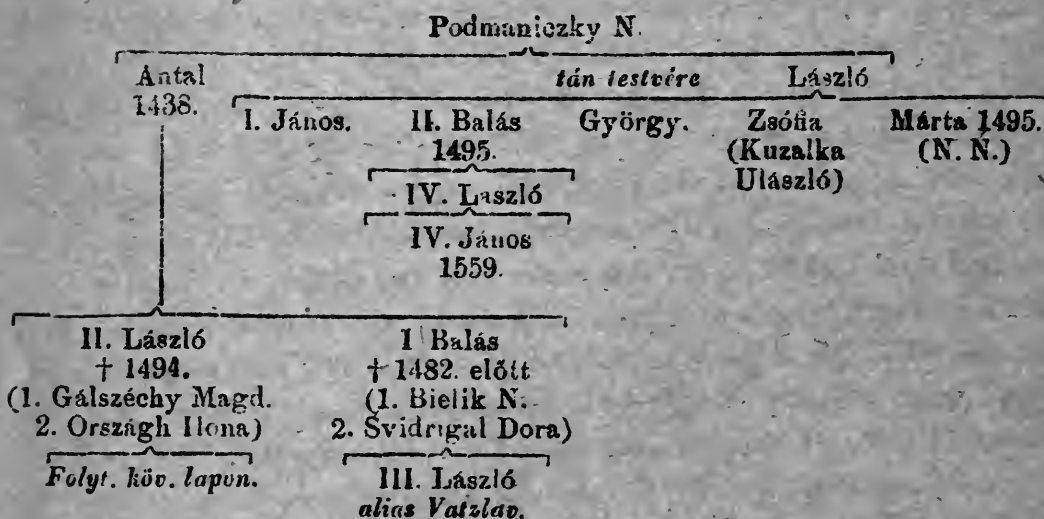 Podmaniczky N.
Antal tán testvére László
1438.
I. János. II. Balás György. Zsófia Márta 1495.
1495. (Kuzalka (N. N.)
Ulászló)
IV. Laszló
IV. János
1559.
II. László I Balás
† 1494. † 1482. előtt
(1. Gálszéchy Magd. (1. Bielik N.
2. Országh Ilona) 2. Svidrigal Dora)
Folyt. köv. lapon. III. László
alias Vatzlav.